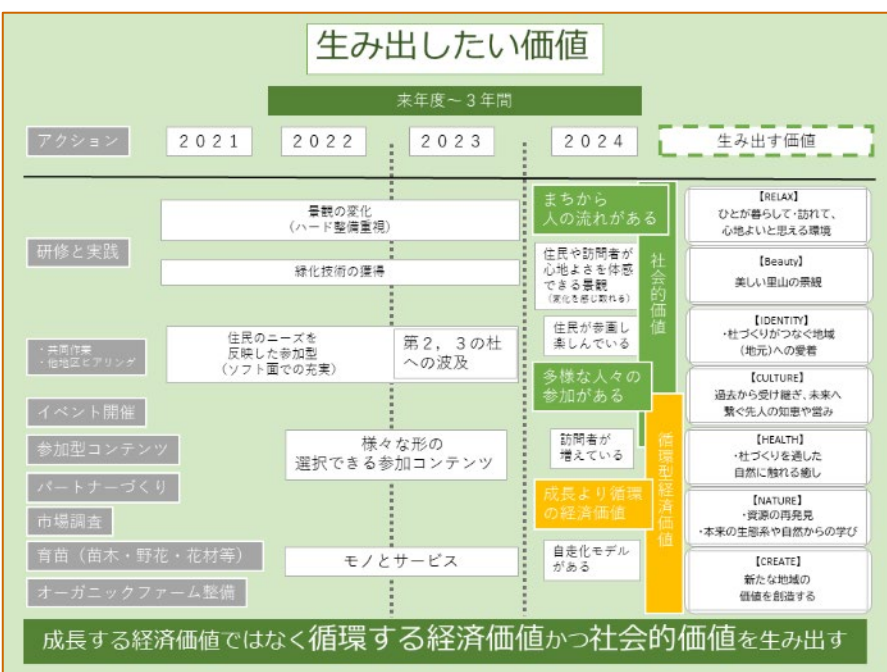 生み出したい価値
来年度～３年間
アクション
２０２１
２０２２
２０２３
２０２４
生み出す価値
研修と実践
景観の変化
（ハード整備重視）
緑化技術の獲得
まちから
人の流れがある
住民や訪問者が
心地よさを体感
できる景観
（変化を感じ取れる）
住民が参画し
楽しんでいる
社会的価値
【RELAX】
ひとが暮らして・訪れて、
心地よいと思える環境
【Beauty】
美しい里山の景観
・共同作業
・他地区ヒアリング
住民のニーズを
反映した参加型
（ソフト面での充実）
第２，３の杜
への波及
【IDENTITY】
・杜づくりがつなぐ地域
（地元）への愛着
イベント開催
参加型コンテンツ
パートナーづくり
市場調査
様々な形の
選択できる参加コンテンツ
多様な人々の
参加がある
訪問者が
増えている
成長より循環
の経済価値
循環型経済価値
【CULTURE】
過去から受け継ぎ、未来へ
繋ぐ先人の知恵や営み
【HEALTH】
・杜づくりを通した
自然に触れる癒し
【NATURE】
・資源の再発見
・本来の生態系や自然からの学び
育苗（苗木・野花・花材等）
オーガニックファーム整備
モノとサービス
自走化モデル
がある
【CREATE】
新たな地域の
価値を創造する
成長する経済価値ではなく循環する経済価値かつ社会的価値を生み出す